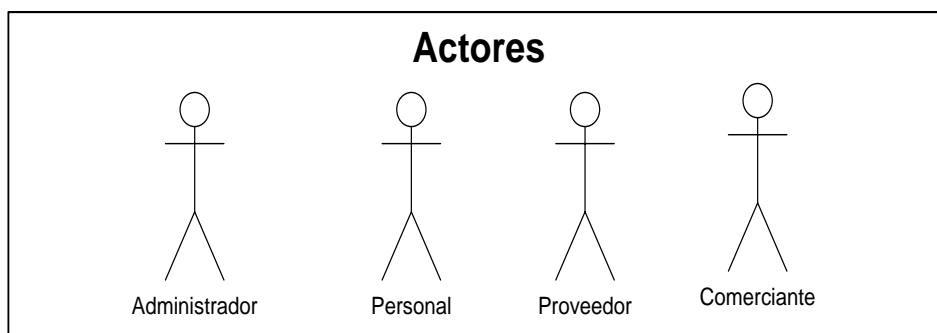 Actores
Administrador
Personal
Proveedor
Comerciante